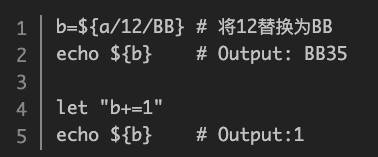 1 b=${a/12/BB} # 将12替换为BB
2 echo ${b} # Output: BB35
3
4 let "b+=1"
5 echo ${b} # Output:1